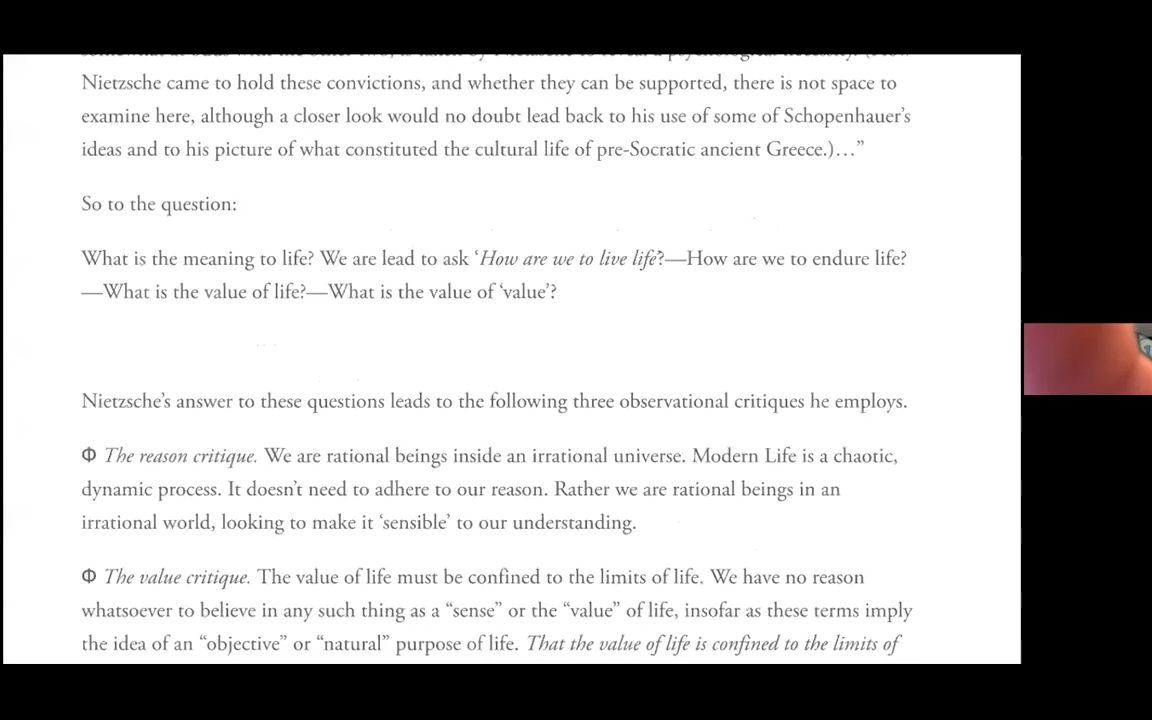 Nietzsche came to hold these convictions, and whether they can be supported, there is not space to
examine here, although a closer look would no doubt lead back to his use of some of Schopenhauer's
ideas and to his picture of what constituted the cultural life of pre-Socratic ancient Greece.)…”
So to the question:
What is the meaning to life? We are lead to ask ‘How are we to live life?—How are we to endure life?
—What is the value of life?—What is the value of ‘value’?
Nietzsche’s answer to these questions leads to the following three observational critiques he employs.
Φ The reason critique. We are rational beings inside an irrational universe. Modern Life is a chaotic,
dynamic process. It doesn’t need to adhere to our reason. Rather we are rational beings in an
irrational world, looking to make it ‘sensible’ to our understanding.
Φ The value critique. The value of life must be confined to the limits of life. We have no reason
whatsoever to believe in any such thing as a “sense” or the “value” of life, insofar as these terms imply
the idea of an “objective” or “natural” purpose of life. That the value of life is confined to the limits of